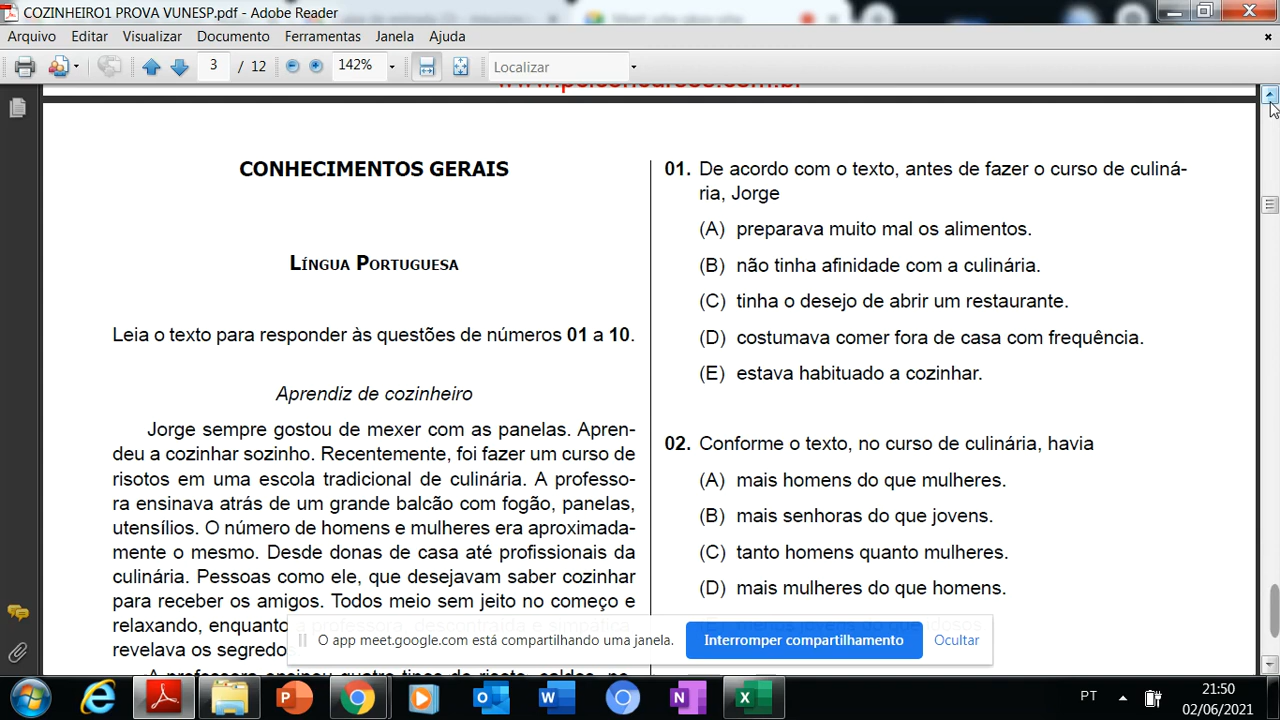 COZINHEIRO1 PROVA VUNESP.pdf - Adobe Reader
Arquivo Editar Visualizar Documento Ferramentas Janela Ajuda
3 / 12 142% Localizar
CONHECIMENTOS GERAIS
LÍNGUA PORTUGUESA
Leia o texto para responder às questões de números 01 a 10.
Aprendiz de cozinheiro
Jorge sempre gostou de mexer com as panelas. Apren-
deu a cozinhar sozinho. Recentemente, foi fazer um curso de
risotos em uma escola tradicional de culinária. A professo-
ra ensinava atrás de um grande balcão com fogão, panelas,
utensílios. O número de homens e mulheres era aproximada-
mente o mesmo. Desde donas de casa até profissionais da
culinária. Pessoas como ele, que desejavam saber cozinhar
para receber os amigos. Todos meio sem jeito no começo e
relaxando, enquanto a professora, descontraída e simpática,
revelava os segredo
01. De acordo com o texto, antes de fazer o curso de culiná-
ria, Jorge
(A) preparava muito mal os alimentos.
(B) não tinha afinidade com a culinária.
(C) tinha o desejo de abrir um restaurante.
(D) costumava comer fora de casa com frequência.
(E) estava habituado a cozinhar.
02. Conforme o texto, no curso de culinária, havia
(A) mais homens do que mulheres.
(B) mais senhoras do que jovens.
(C) tanto homens quanto mulheres.
(D) mais mulheres do que homens.
O app meet.google.com está compartilhando uma janela. Interromper compartilhamento Ocultar
PT
21:50
02/06/2021